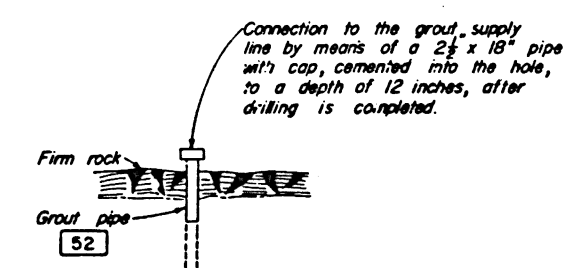 Connection to the grout supply
line by means of a 2½" x 18" pipe
with cap, cemented into the hole,
to a depth of 12 inches, after
drilling is completed.
Firm rock
Grout pipe
52